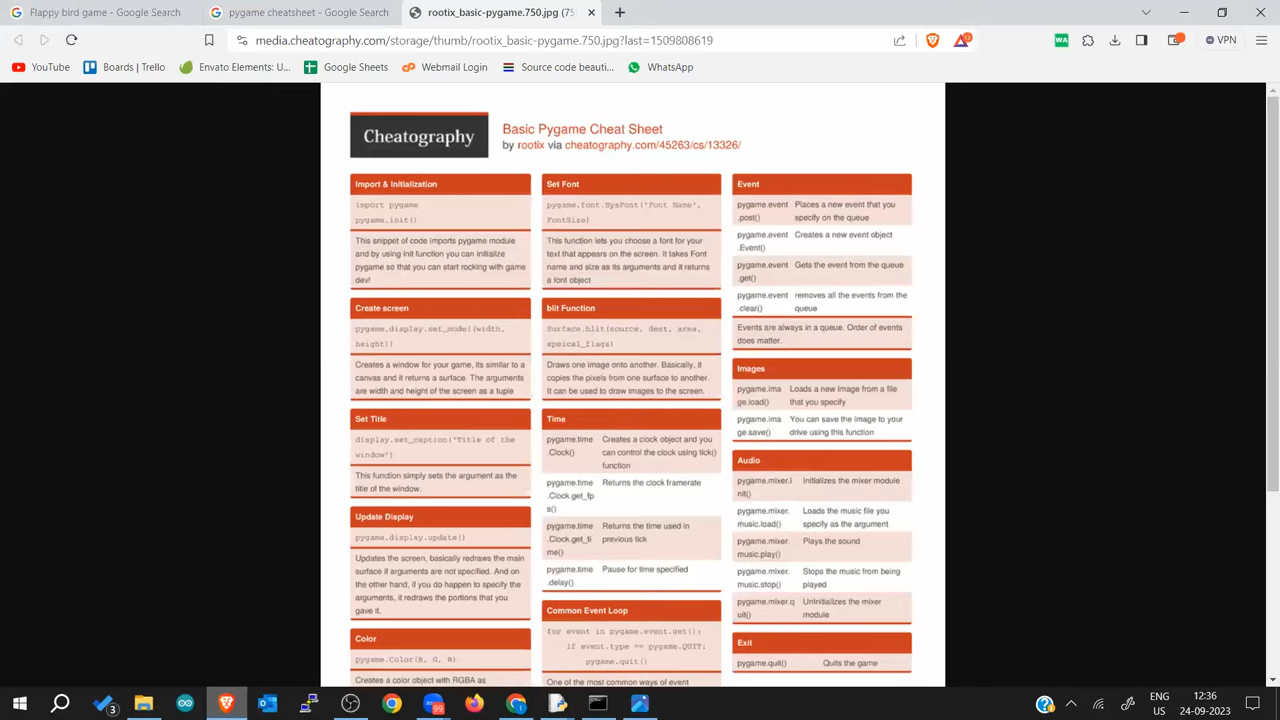 pygame cheatsheet - Google Search
pygame cheatsheet - Google
rootix_basic-pygame.750.jpg (75
media.cheatography.com/storage/thumb/rootix_basic-pygame.750.jpg?last=1509808619
WA
VPN
YouTube
Boards | Trello
Envato
Google Sheets
Webmail Login
Source code beauti...
WhatsApp
Cheatography
Basic Pygame Cheat Sheet
by rootix via cheatography.com/45263/cs/13326/
Import & Initialization
import pygame
pygame.init()
This snippet of code imports pygame module
and by using Init function you can initialize
pygame so that you can start rocking with game
dev!
Create screen
pygame.display.set_mode((width,
height))
Creates a window for your game, its similar to a
canvas and it returns a surface. The arguments
are width and height of the screen as a tuple
Set Title
display.set_caption('Title of the
window')
This function simply sets the argument as the
title of the window.
Update Display
pygame.display.update()
Updates the screen, basically redraws the main
surface if arguments are not specified. And on
the other hand, if you do happen to specify the
arguments, it redraws the portions that you
gave it.
Color
pygame.Color(R, G, B)
Creates a color object with RGBA as
Set Font
pygame.font.SysFont('Font Name',
FontSize)
This function lets you choose a font for your
text that appears on the screen. It takes Font
name and size as its arguments and it returns
a font object
blit Function
Surface.blit(source, dest, area,
speical_flags)
Draws one image onto another. Basically, it
copies the pixels from one surface to another.
It can be used to draw images to the screen.
Time
pygame.time Creates a clock object and you
.Clock() can control the clock using tick()
function
pygame.time Returns the clock framerate
.Clock.get_fp
s()
pygame.time Returns the time used in
.Clock.get_ti previous tick
me()
pygame.time Pause for time specified
.delay()
Common Event Loop
for event in pygame.event.get():
if event.type == pygame.QUIT:
pygame.quit()
One of the most common ways of event
Event
pygame.event Places a new event that you
.post() specify on the queue
pygame.event Creates a new event object
.Event()
pygame.event Gets the event from the queue
.get()
pygame.event removes all the events from the
.clear() queue
Events are always in a queue. Order of events
does matter.
Images
pygame.ima Loads a new image from a file
ge.load() that you specify
pygame.ima You can save the image to your
ge.save() drive using this function
Audio
pygame.mixer.i Initializes the mixer module
nit()
pygame.mixer. Loads the music file you
music.load() specify as the argument
pygame.mixer. Plays the sound
music.play()
pygame.mixer. Stops the music from being
music.stop() played
pygame.mixer.q UnInitializes the mixer
uit() module
Exit
pygame.quit() Quits the game
3
99
ENG
US
12:36
24-09-2023